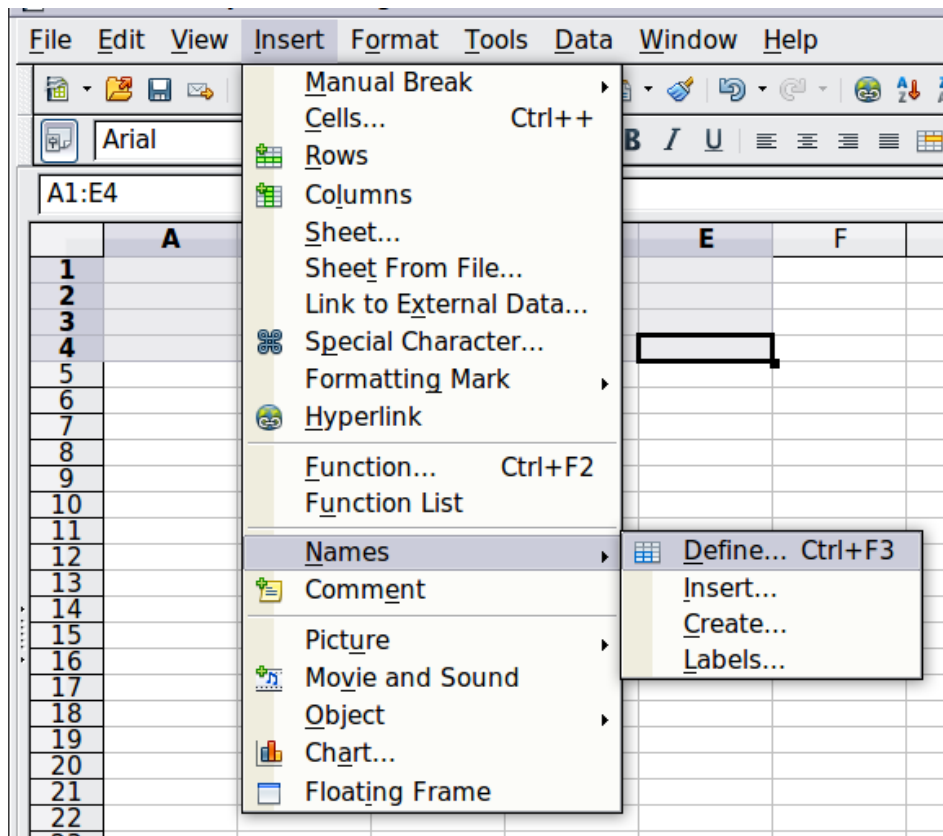 File Edit View Insert Format Tools Data Window Help
Arial
B I U
A1:E4
A E F
Manual Break
Cells... Ctrl++
Rows
Columns
Sheet...
Sheet From File...
Link to External Data...
Special Character...
Formatting Mark
Hyperlink
Function... Ctrl+F2
Function List
Names
Comment
Picture
Movie and Sound
Object
Chart...
Floating Frame
Define... Ctrl+F3
Insert...
Create...
Labels...
1
2
3
4
5
6
7
8
9
10
11
12
13
14
15
16
17
18
19
20
21
22